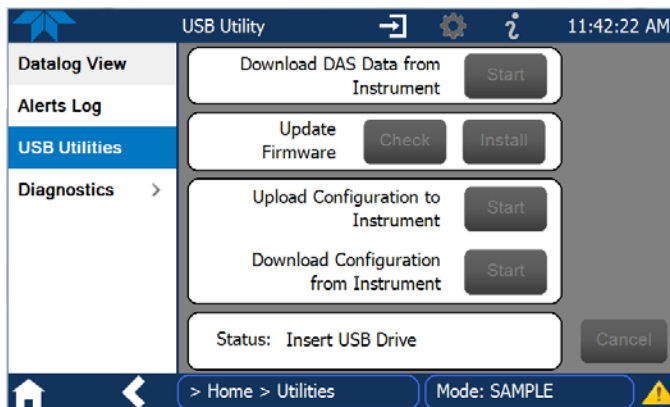 USB Utility
11:42:22 AM
Datalog View
Alerts Log
USB Utilities
Diagnostics >
Download DAS Data from
Instrument
Start
Update
Firmware
Check
Install
Upload Configuration to
Instrument
Start
Download Configuration
from Instrument
Start
Status: Insert USB Drive
Cancel
> Home > Utilities
Mode: SAMPLE